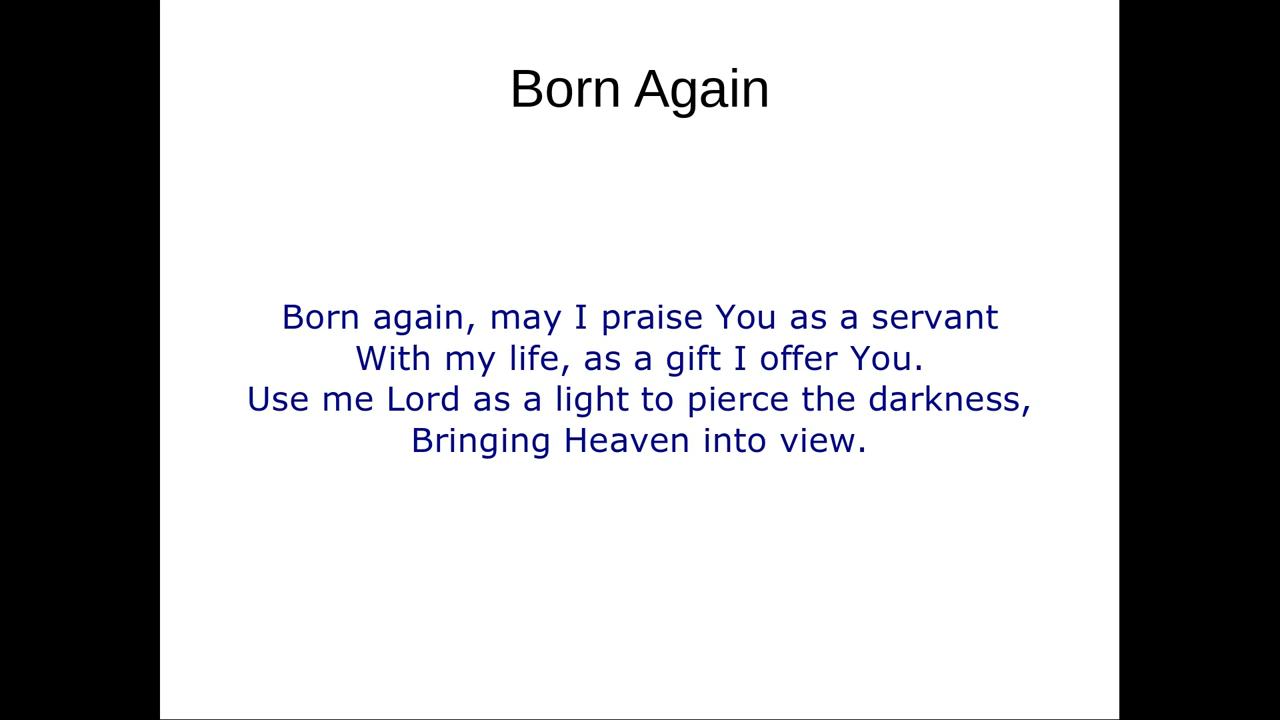 Born Again
Born again, may I praise You as a servant
With my life, as a gift I offer You.
Use me Lord as a light to pierce the darkness,
Bringing Heaven into view.